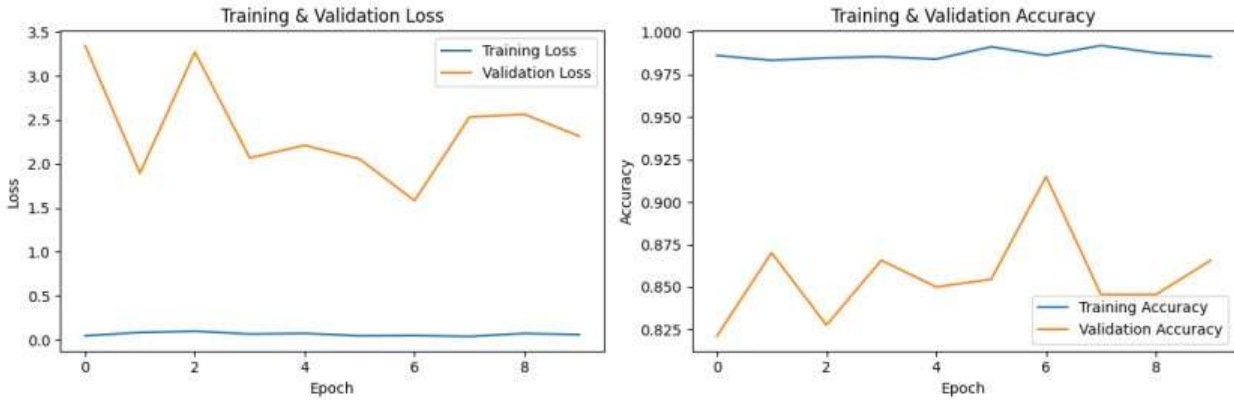 Training & Validation Loss
3.5
3.0
2.5
2.0
1.5
1.0
0.5
0.0
Loss
Training Loss
Validation Loss
0 2 4 6 8
Epoch
Training & Validation Accuracy
1.000
0.975
0.950
0.925
0.900
0.875
0.850
0.825
Accuracy
Training Accuracy
Validation Accuracy
0 2 4 6 8
Epoch